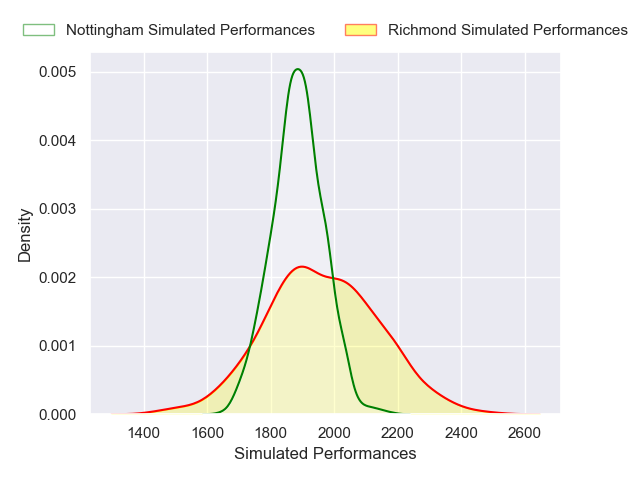 Nottingham Simulated Performances
Richmond Simulated Performances
0.005
0.004
0.003
0.002
0.001
0.000
Density
1400 1600 1800 2000 2200 2400 2600
Simulated Performances